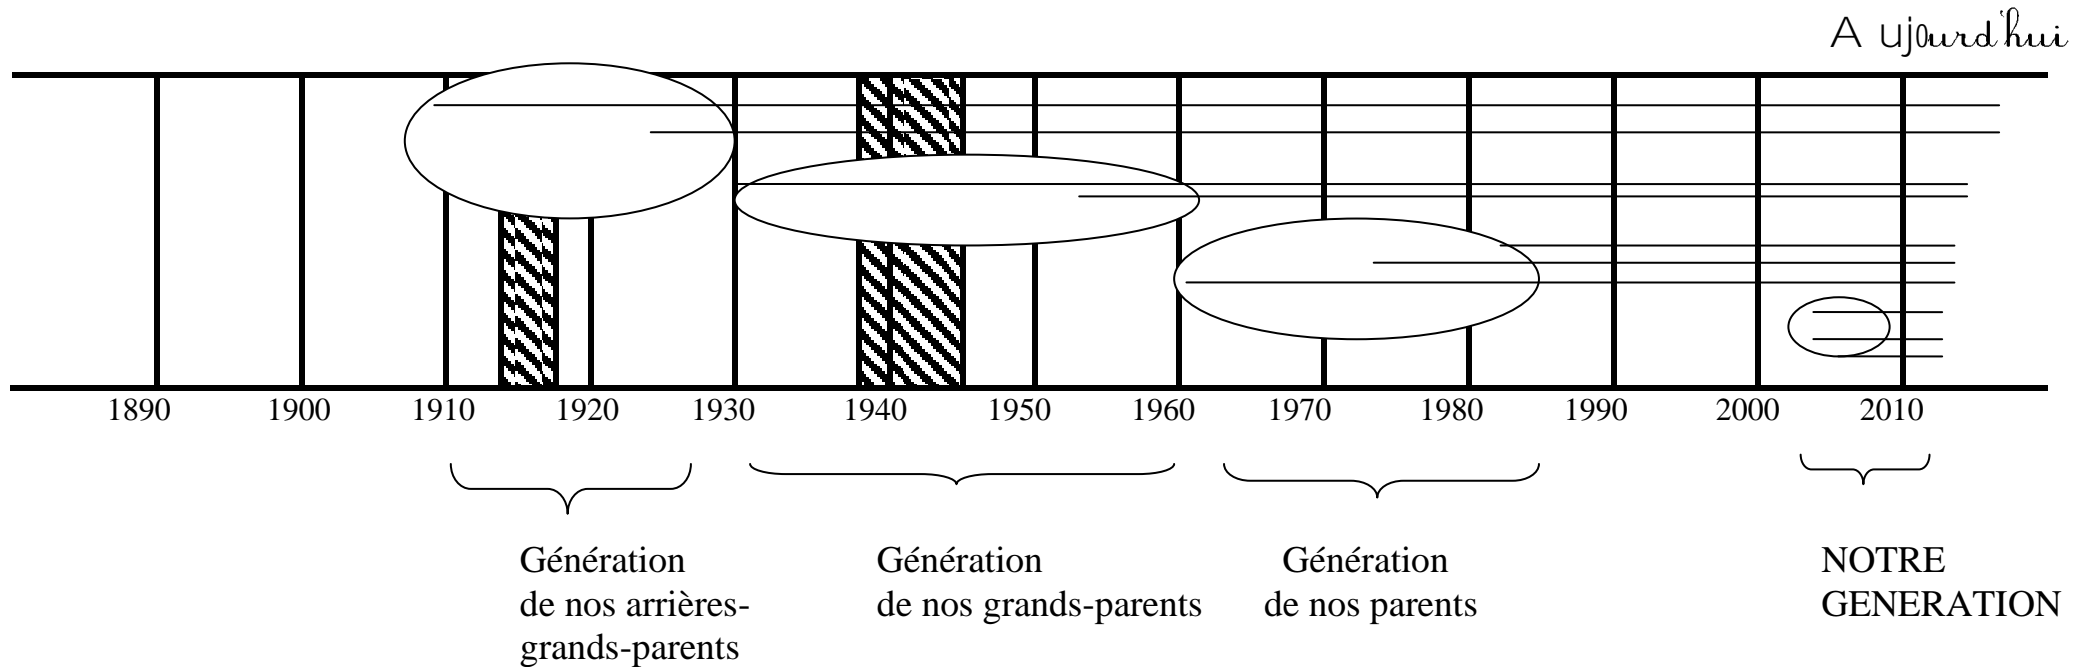 A ujourd'hui
1890 1900 1910 1920 1930 1940 1950 1960 1970 1980 1990 2000 2010
Génération
de nos arrières-
grands-parents
Génération
de nos grands-parents
Génération
de nos parents
NOTRE
GENERATION